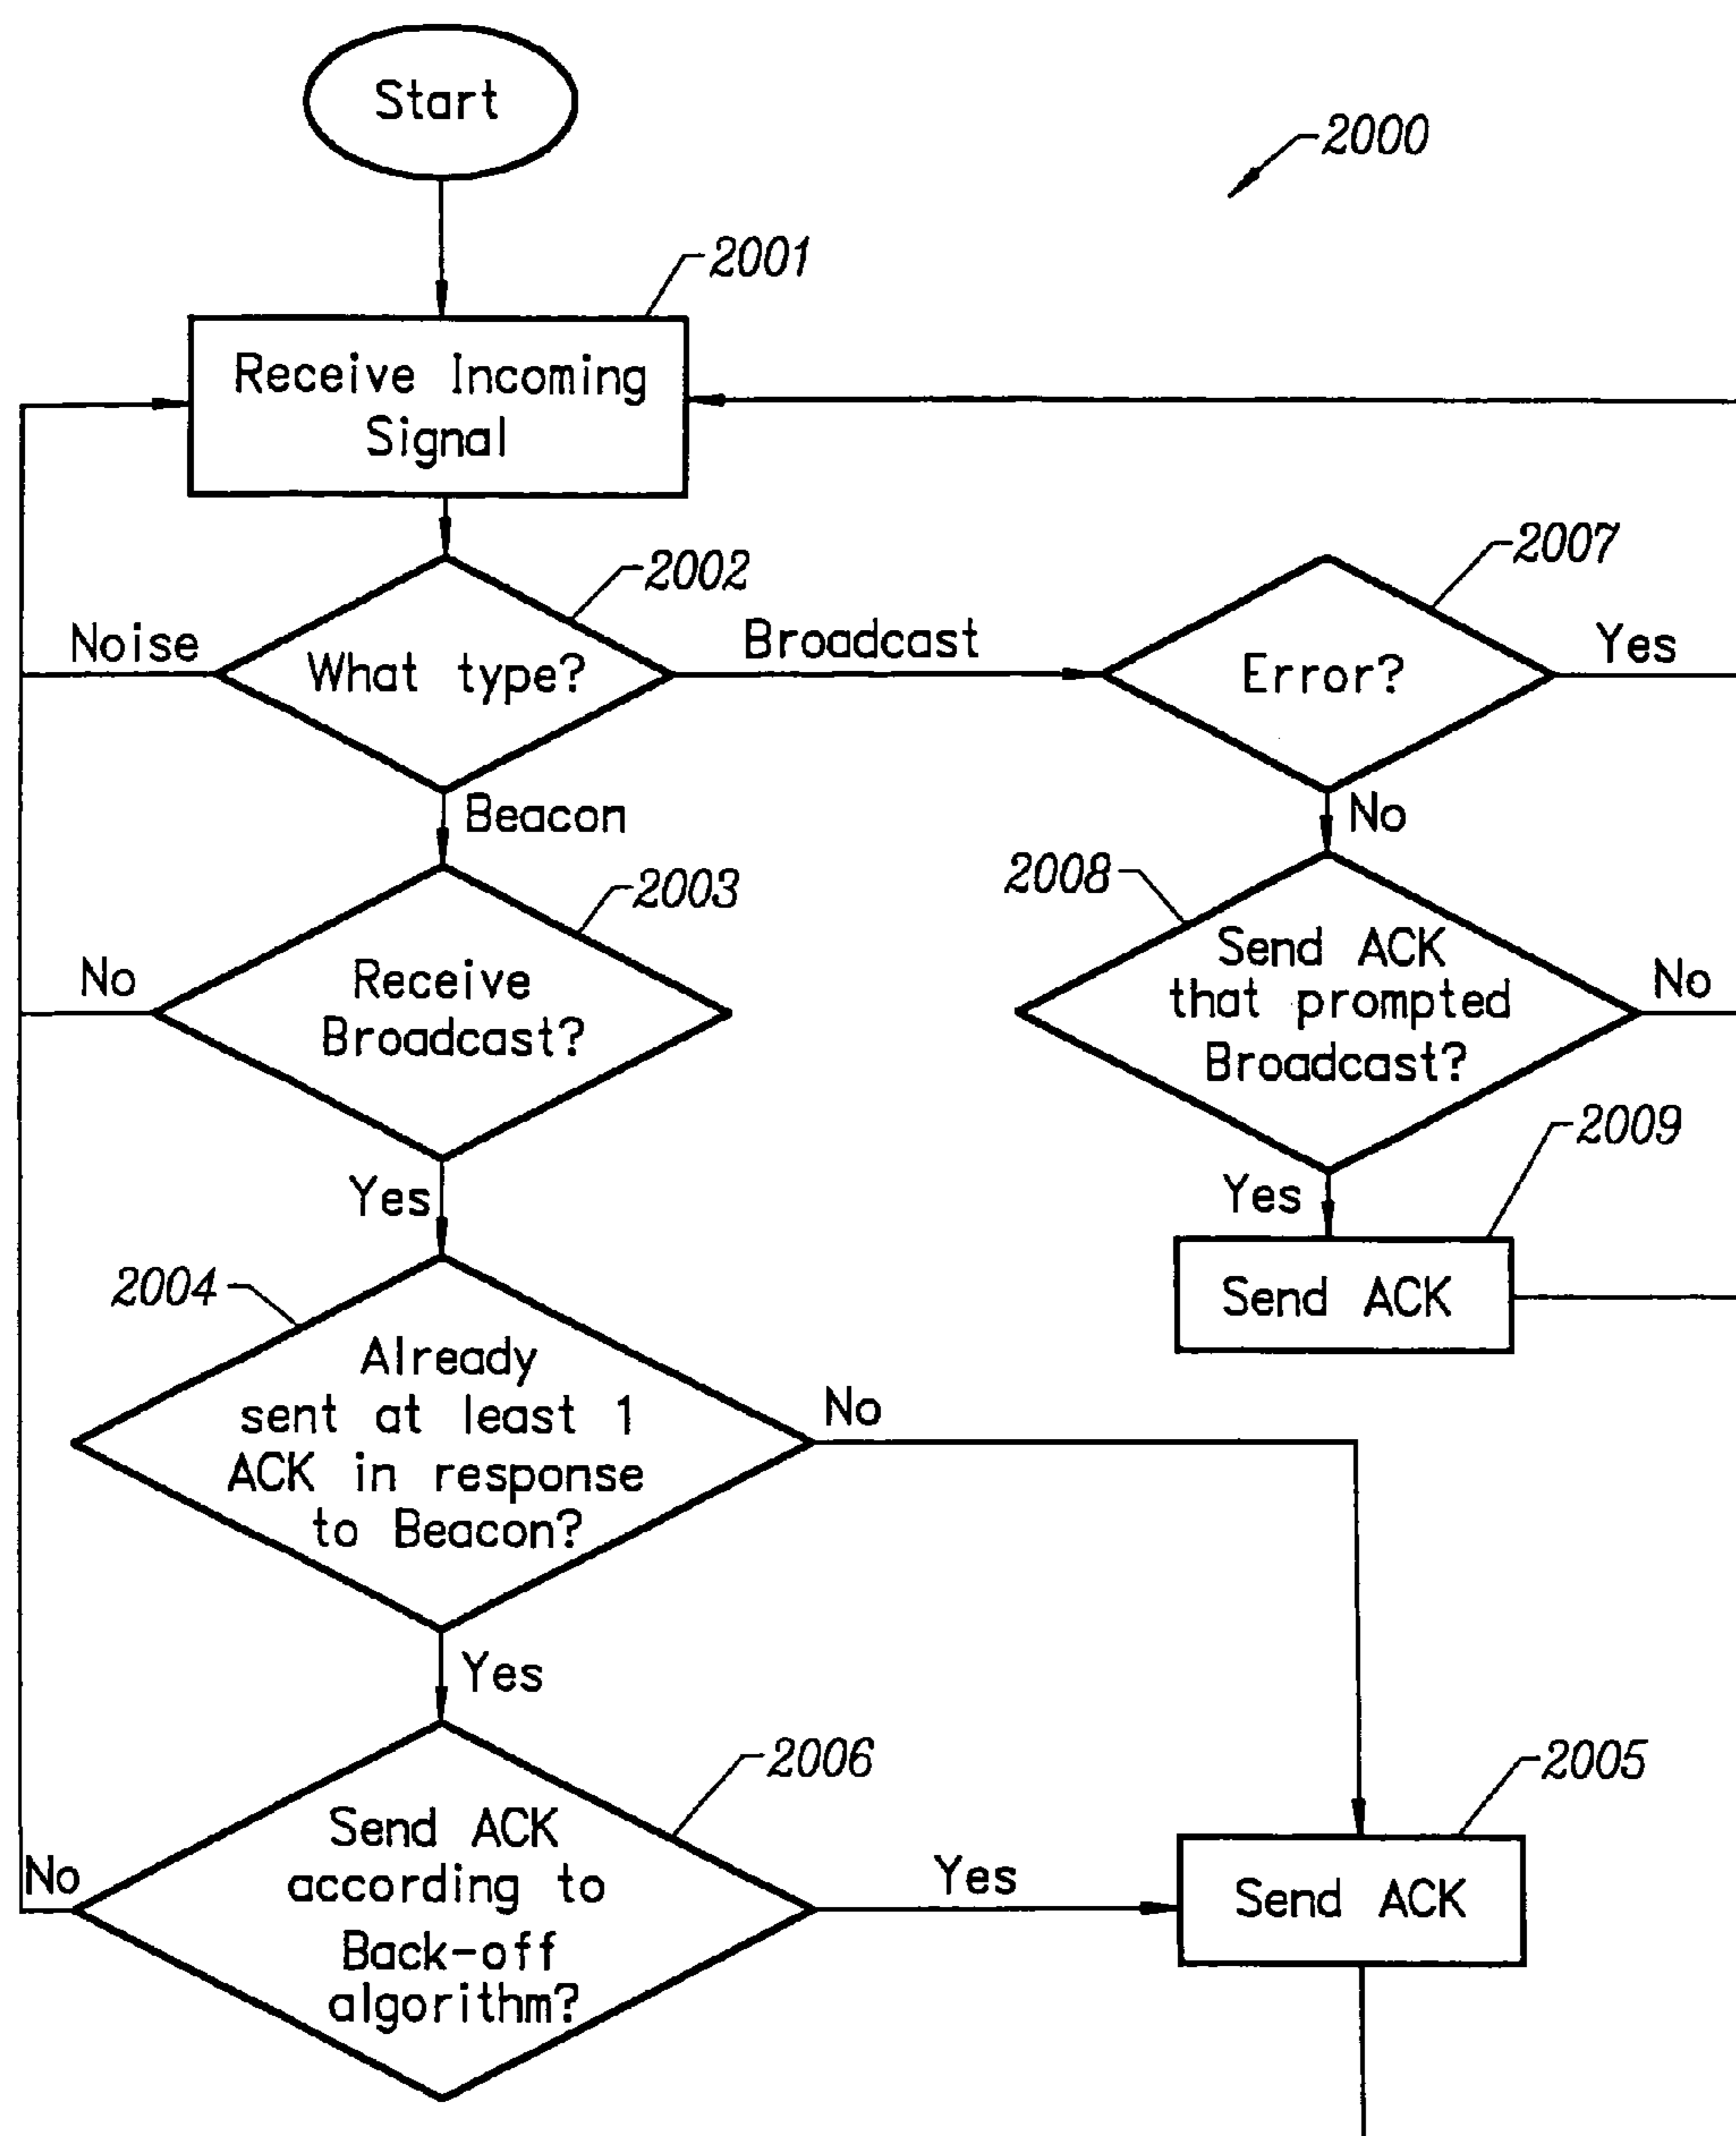 Start
2000
2001
Receive Incoming
Signal
2002
2007
Noise
What type?
Broadcast
Error?
Yes
Beacon
No
2003
2008
No
Receive
Broadcast?
Send ACK
that prompted
Broadcast?
No
2009
Yes
Yes
Send ACK
2004
Already
sent at least 1
ACK in response
to Beacon?
No
Yes
2006
2005
Send ACK
according to
Back-off
algorithm?
No
Yes
Send ACK